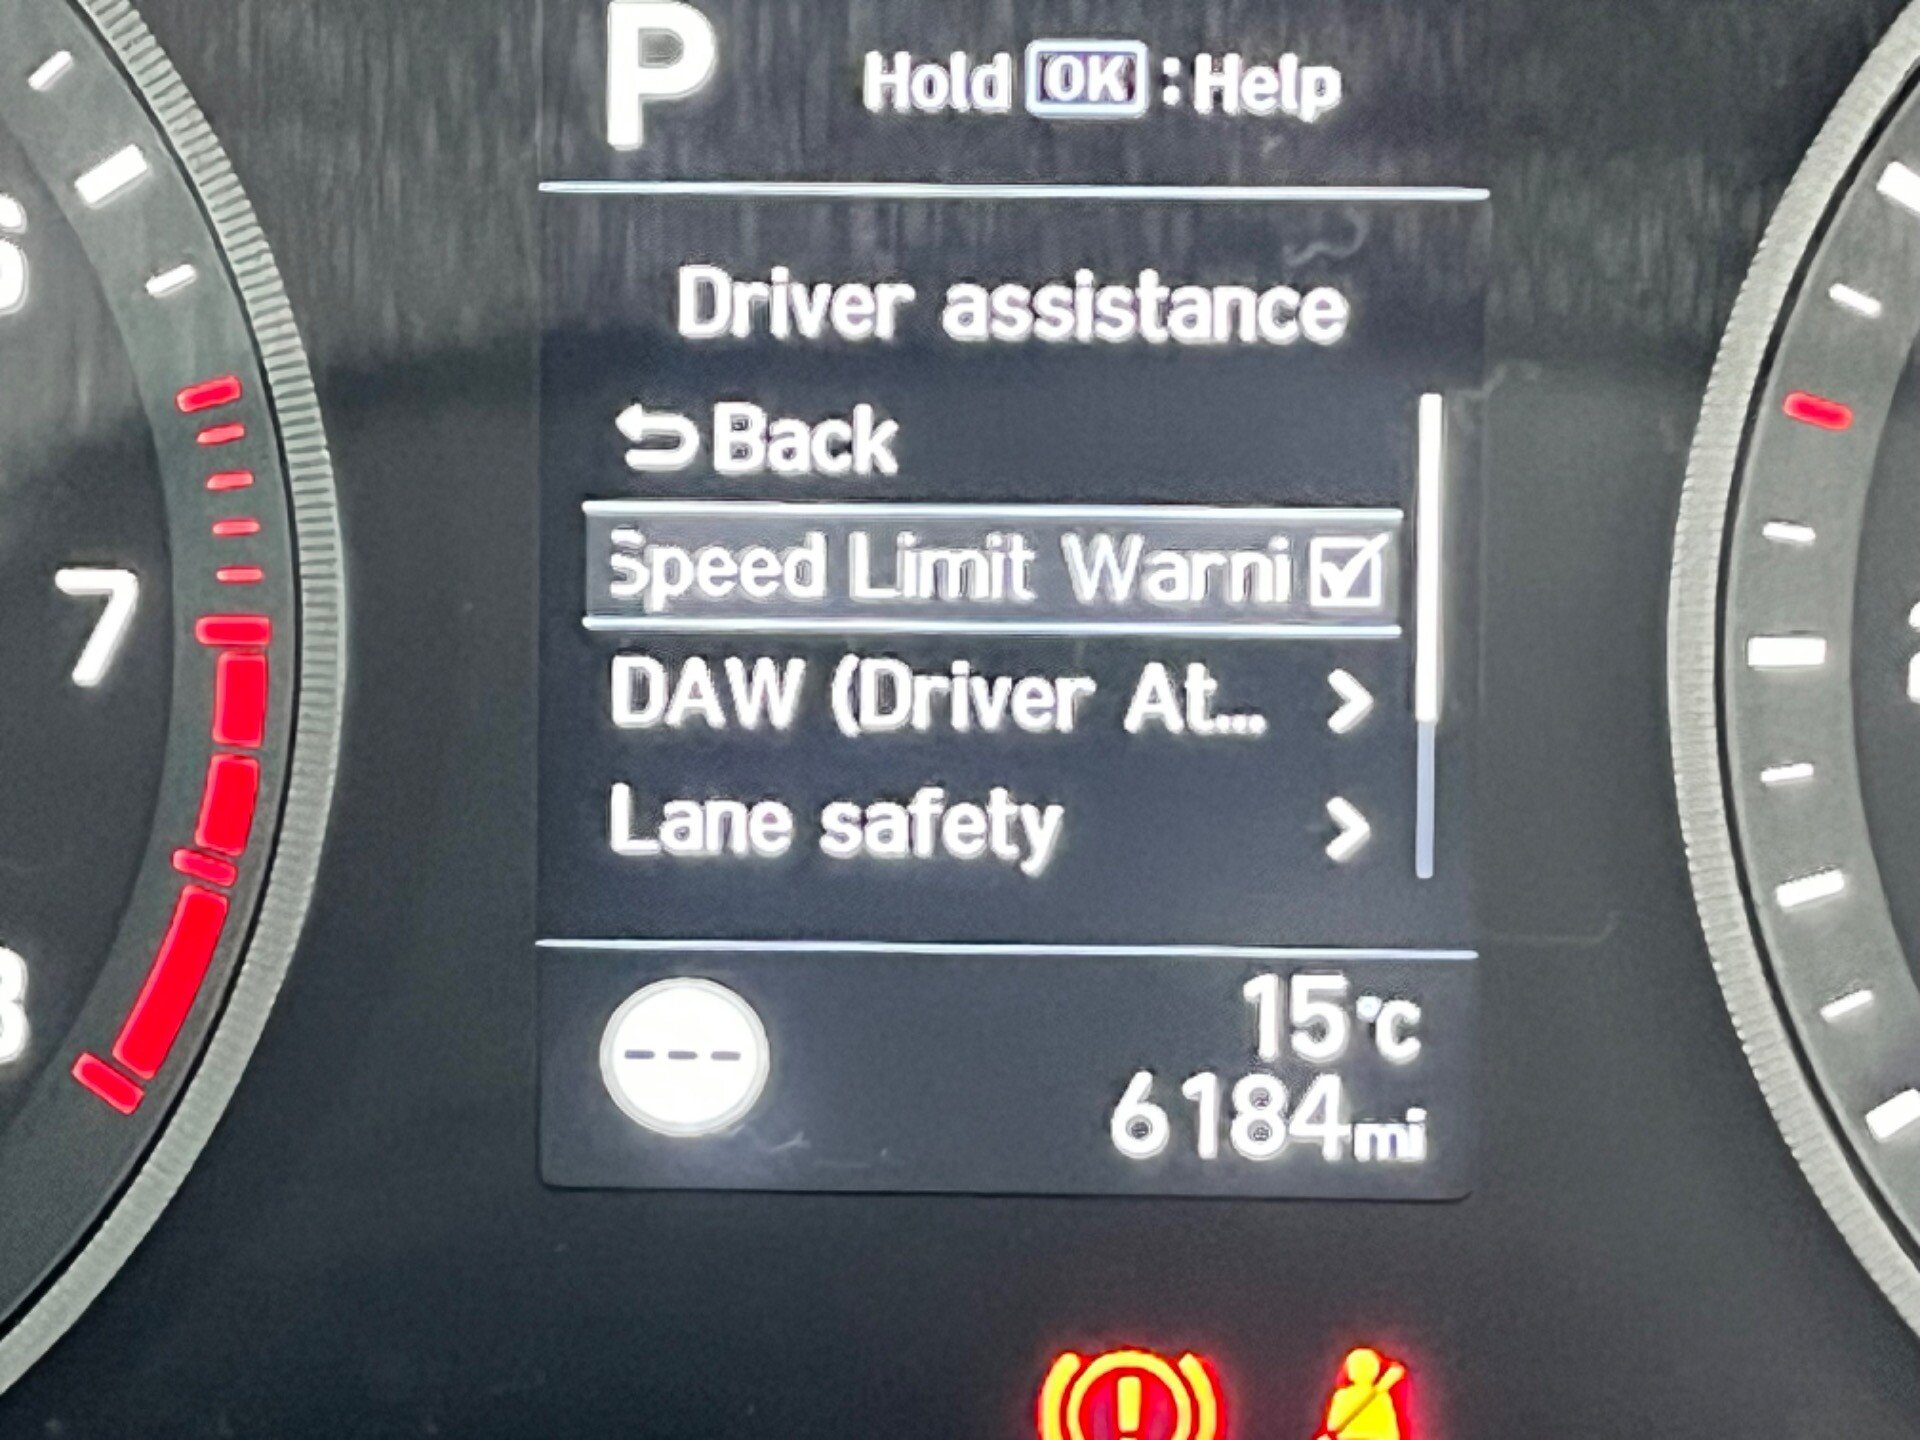 P
Hold OK : Help
Driver assistance
Back
Speed Limit Warni
DAW (Driver At...
Lane safety
---
15°C
6184mi
7